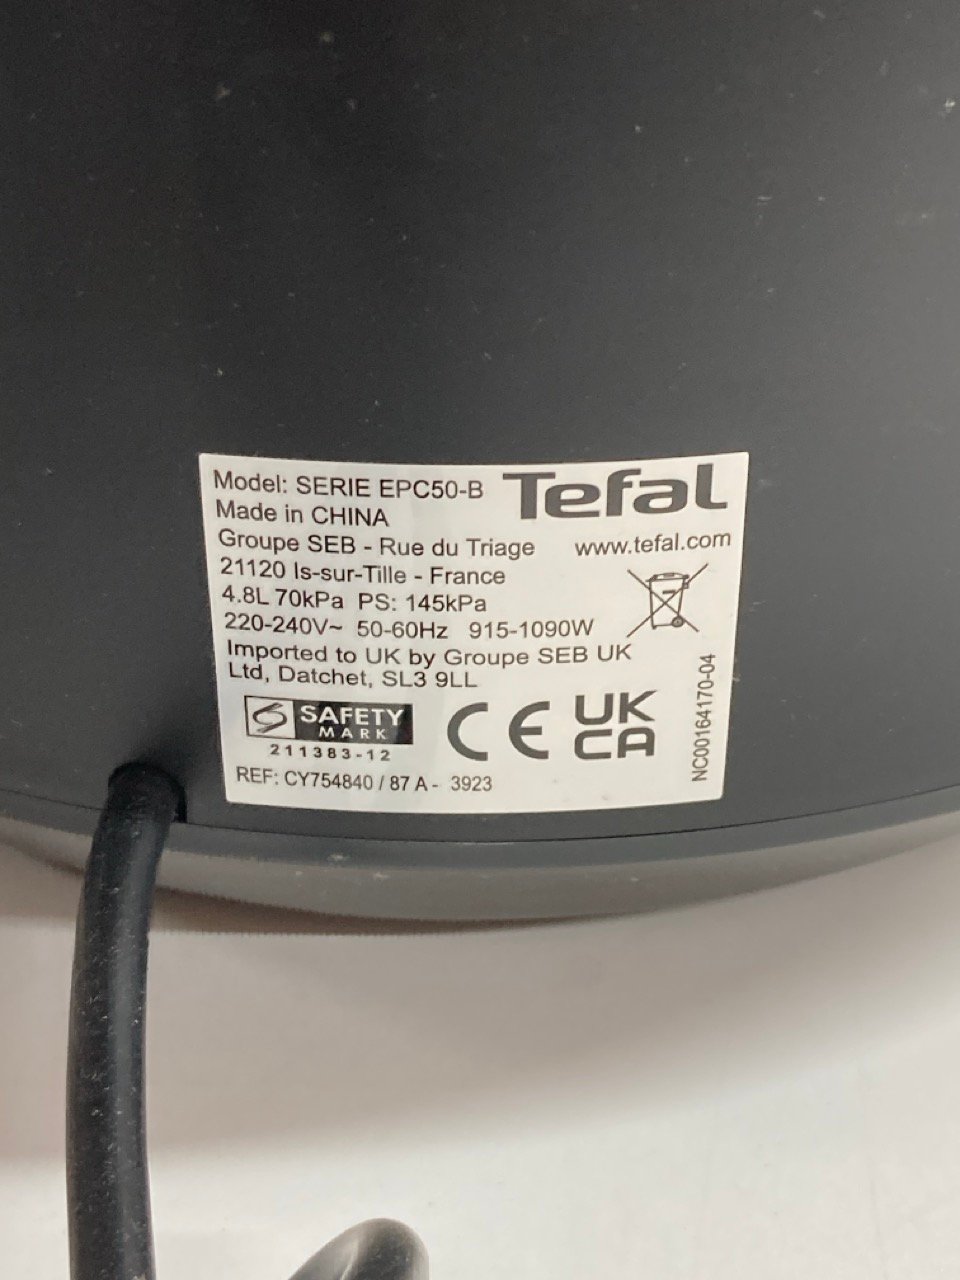 Model: SERIE EPC50-B
Tefal
Made in CHINA
Groupe SEB - Rue du Triage
www.tefal.com
21120 Is-sur-Tille - France
4.8L 70kPa PS: 145kPa
220-240V~ 50-60Hz 915-1090W
Imported to UK by Groupe SEB UK
Ltd, Datchet, SL3 9LL
SAFETY
MARK
211383-12
CE
UK
CA
NC00164170-04
REF: CY754840 / 87 A - 3923